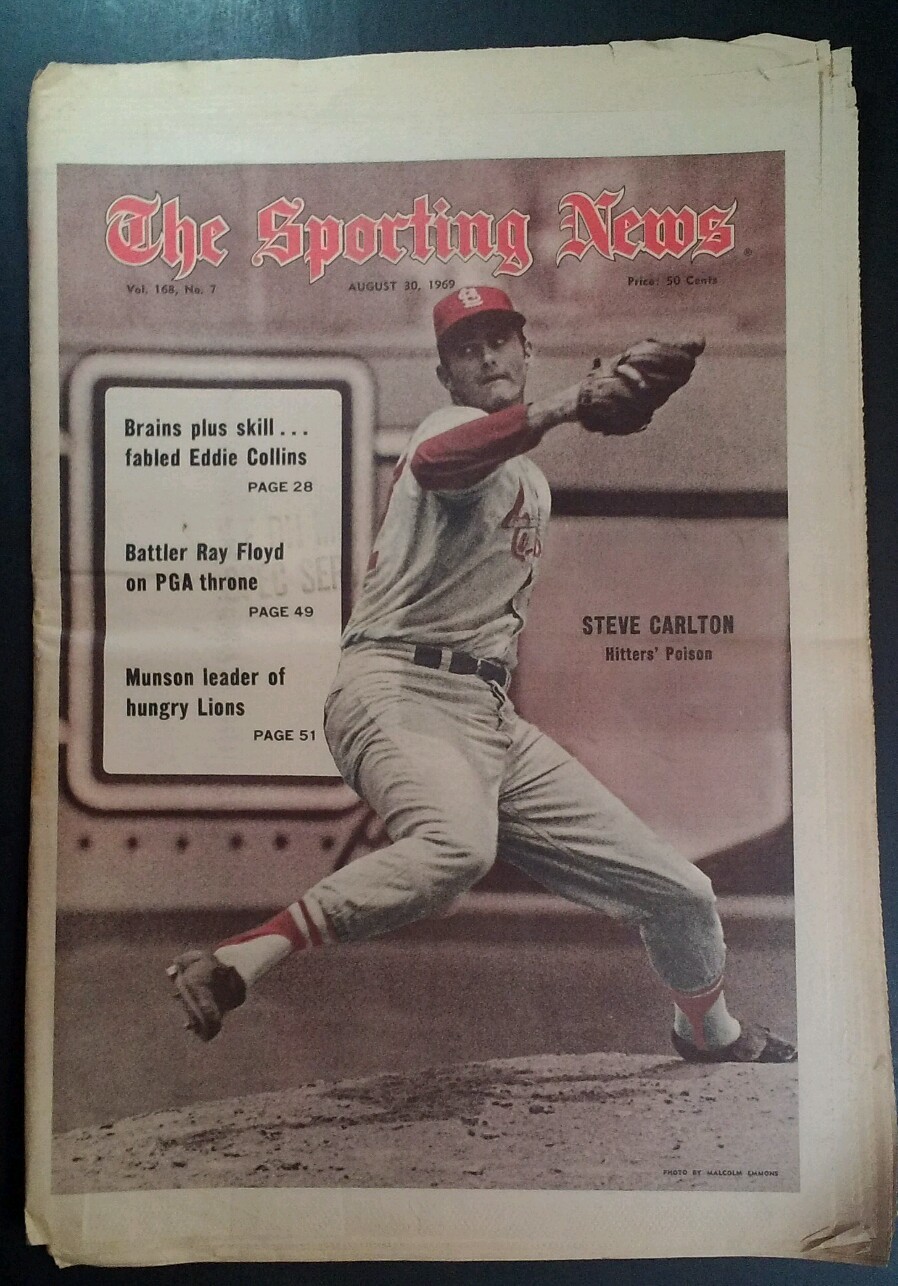 The Sporting News
Vol. 168, No. 7 AUGUST 30, 1969 Price: 50 Cents
Brains plus skill...
fabled Eddie Collins
PAGE 28
Battler Ray Floyd
on PGA throne
PAGE 49
Munson leader of
hungry Lions
PAGE 51
STEVE CARLTON
Hitters' Poison
PHOTO BY MALCOLM EMMONS